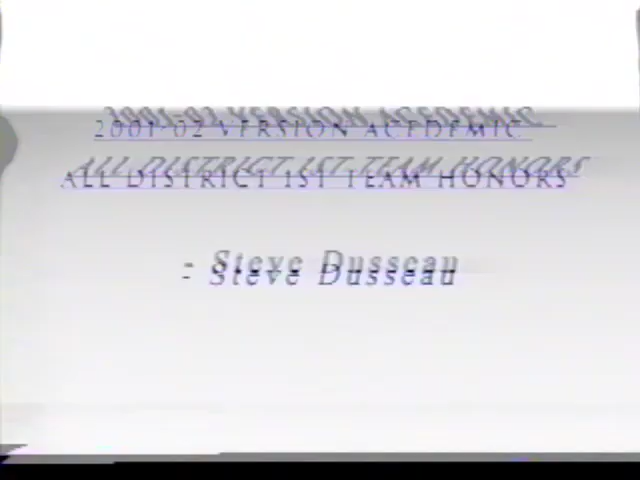 2001-02 VERSION ACEDEMIC
ALL DISTRICT 1ST TEAM HONORS
- Steve Dusseau